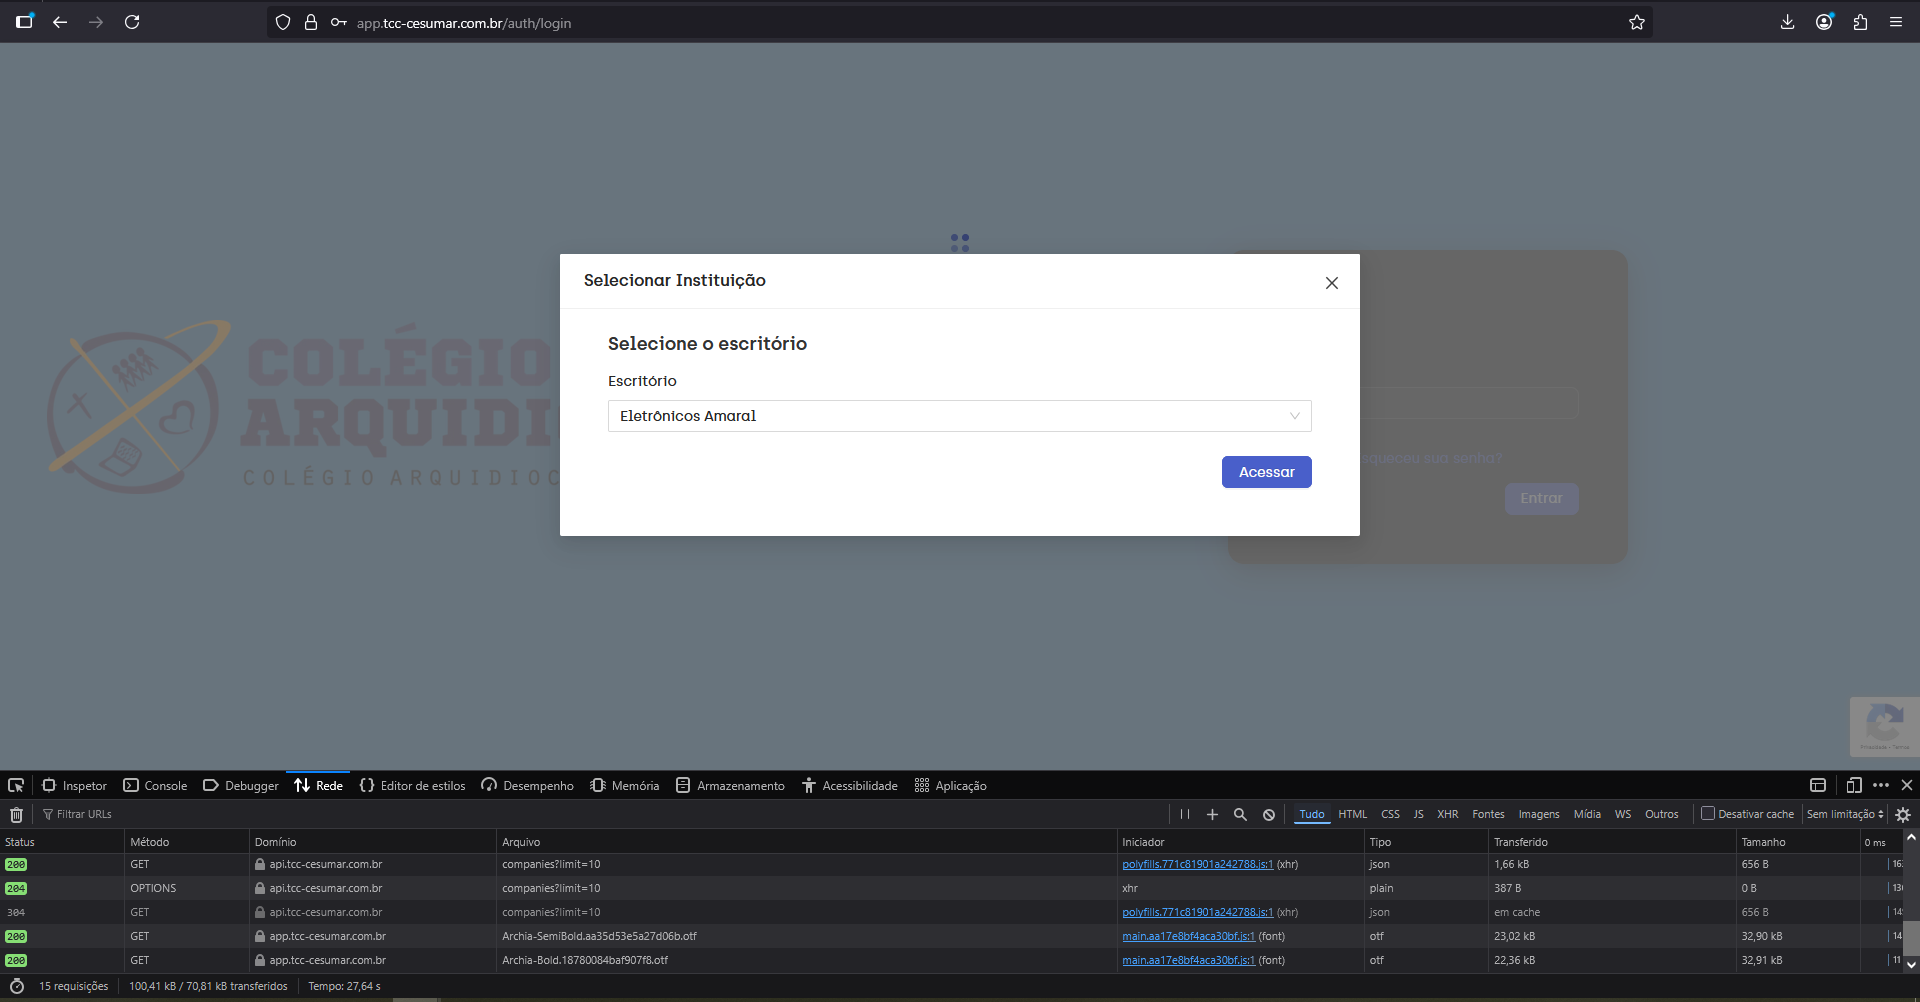 app.tcc-cesumar.com.br/auth/login
COLÉGIO
ARQUIDIO
COLÉGIO ARQUIDIOC
Selecionar Instituição
Selecione o escritório
Escritório
Eletrônicos Amaral
Acessar
squeceu sua senha?
Entrar
Privacidade - Termos
Inspetor Console Debugger Rede Editor de estilos Desempenho Memória Armazenamento Acessibilidade Aplicação
Filtrar URLs Tudo HTML CSS JS XHR Fontes Imagens Mídia WS Outros Desativar cache Sem limitação
Status Método Domínio Arquivo Iniciador Tipo Transferido Tamanho 0 ms
200 GET api.tcc-cesumar.com.br companies?limit=10 polyfills.771c81901a242788.js:1 (xhr) json 1,66 kB 656 B 16
204 OPTIONS api.tcc-cesumar.com.br companies?limit=10 xhr plain 387 B 0 B 13
304 GET api.tcc-cesumar.com.br companies?limit=10 polyfills.771c81901a242788.js:1 (xhr) json em cache 656 B 14
200 GET app.tcc-cesumar.com.br Archia-SemiBold.aa35d53e5a27d06b.otf main.aa17e8bf4aca30bf.js:1 (font) otf 23,02 kB 32,90 kB 14
200 GET app.tcc-cesumar.com.br Archia-Bold.18780084baf907f8.otf main.aa17e8bf4aca30bf.js:1 (font) otf 22,36 kB 32,91 kB 11
15 requisições 100,41 kB / 70,81 kB transferidos Tempo: 27,64 s